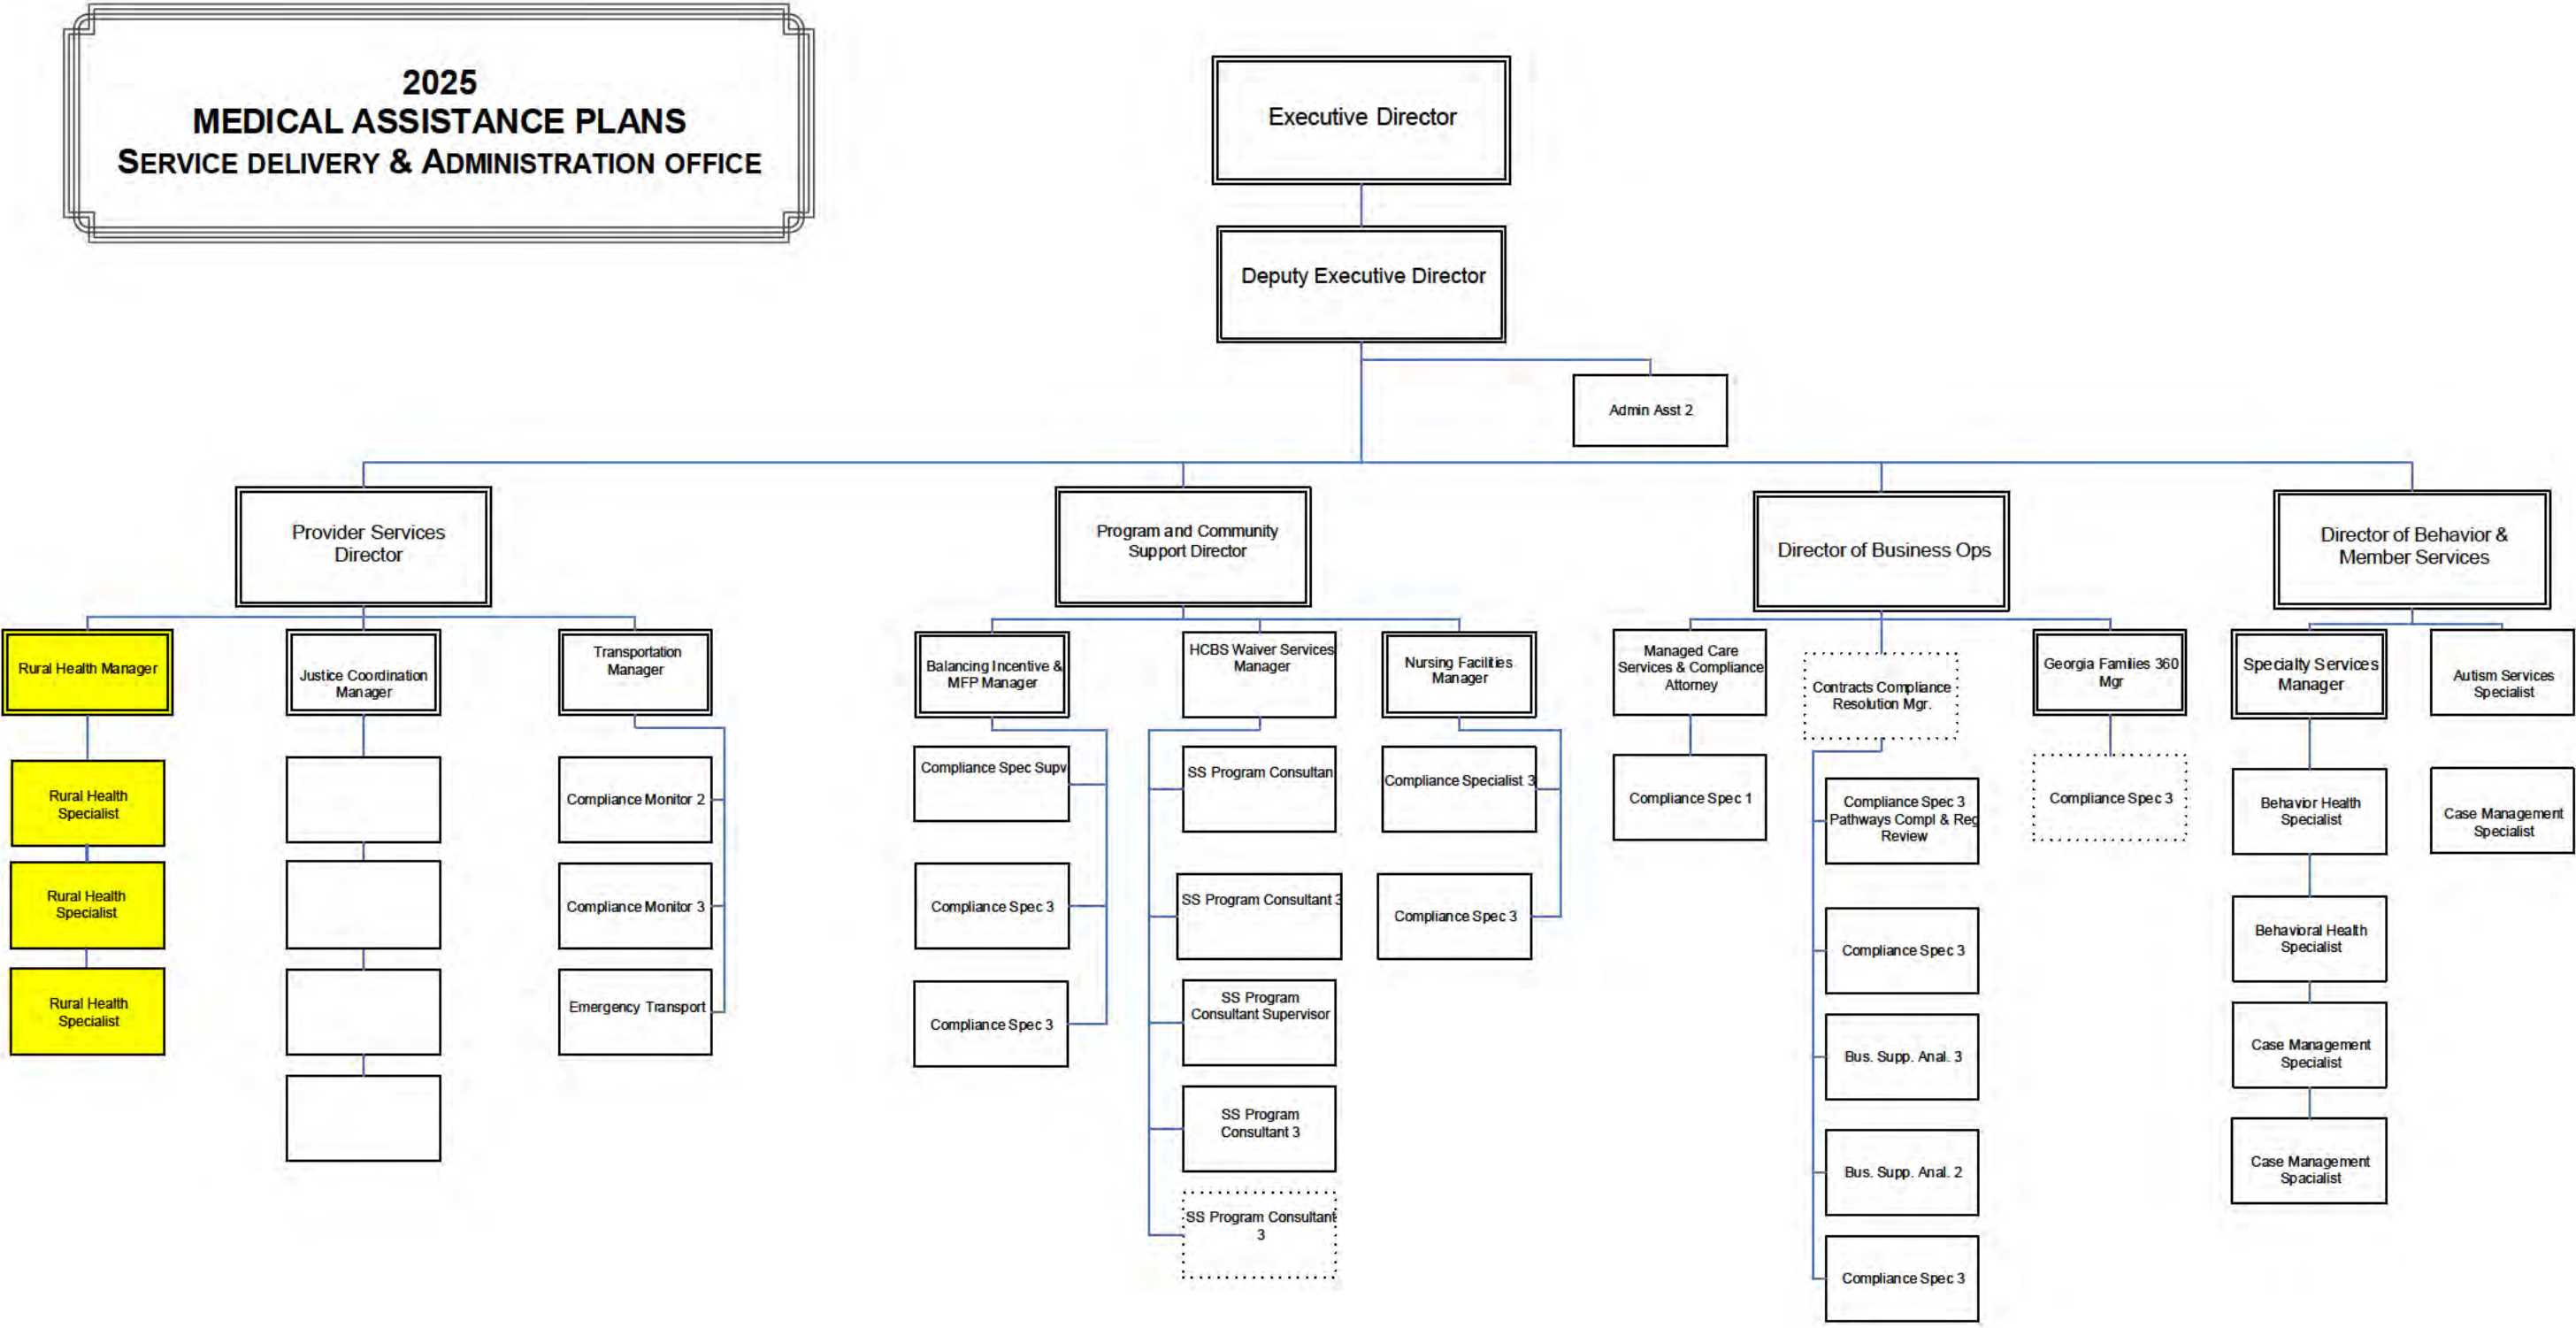 2025
MEDICAL ASSISTANCE PLANS
SERVICE DELIVERY & ADMINISTRATION OFFICE
Executive Director
Deputy Executive Director
Admin Asst 2
Provider Services
Director
Program and Community
Support Director
Director of Business Ops
Director of Behavior &
Member Services
Rural Health Manager
Justice Coordination
Manager
Transportation
Manager
Balancing Incentive &
MFP Manager
HCBS Waiver Services
Manager
Nursing Facilities
Manager
Managed Care
Services & Compliance
Attorney
Contracts Compliance
Resolution Mgr.
Georgia Families 360
Mgr
Specialty Services
Manager
Autism Services
Specialist
Rural Health
Specialist
Rural Health
Specialist
Rural Health
Specialist
Compliance Monitor 2
Compliance Monitor 3
Emergency Transport
Compliance Spec Supv
Compliance Spec 3
Compliance Spec 3
SS Program Consultan
SS Program Consultant 3
SS Program
Consultant Supervisor
SS Program
Consultant 3
SS Program Consultant
3
Compliance Specialist 3
Compliance Spec 3
Compliance Spec 1
Compliance Spec 3
Pathways Compl & Reg
Review
Compliance Spec 3
Bus. Supp. Anal. 3
Bus. Supp. Anal. 2
Compliance Spec 3
Compliance Spec 3
Behavior Health
Specialist
Behavioral Health
Specialist
Case Management
Specialist
Case Management
Spacialist
Case Management
Specialist